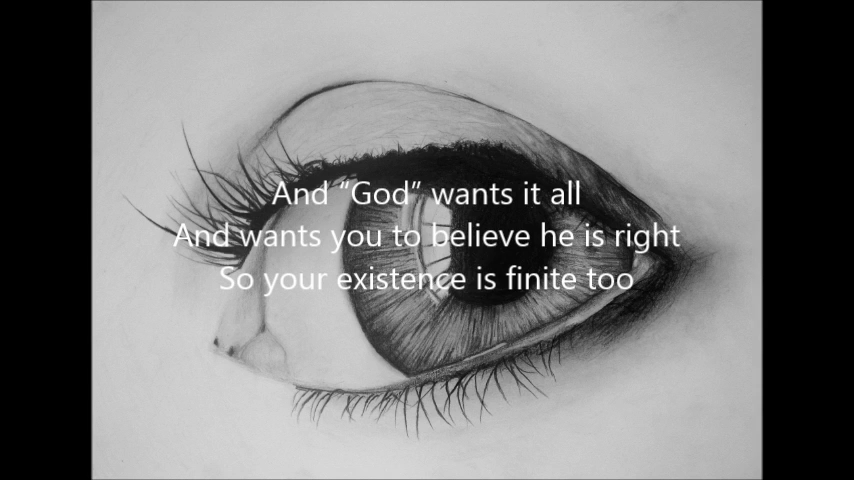 And “God” wants it all
And wants you to believe he is right
So your existence is finite too